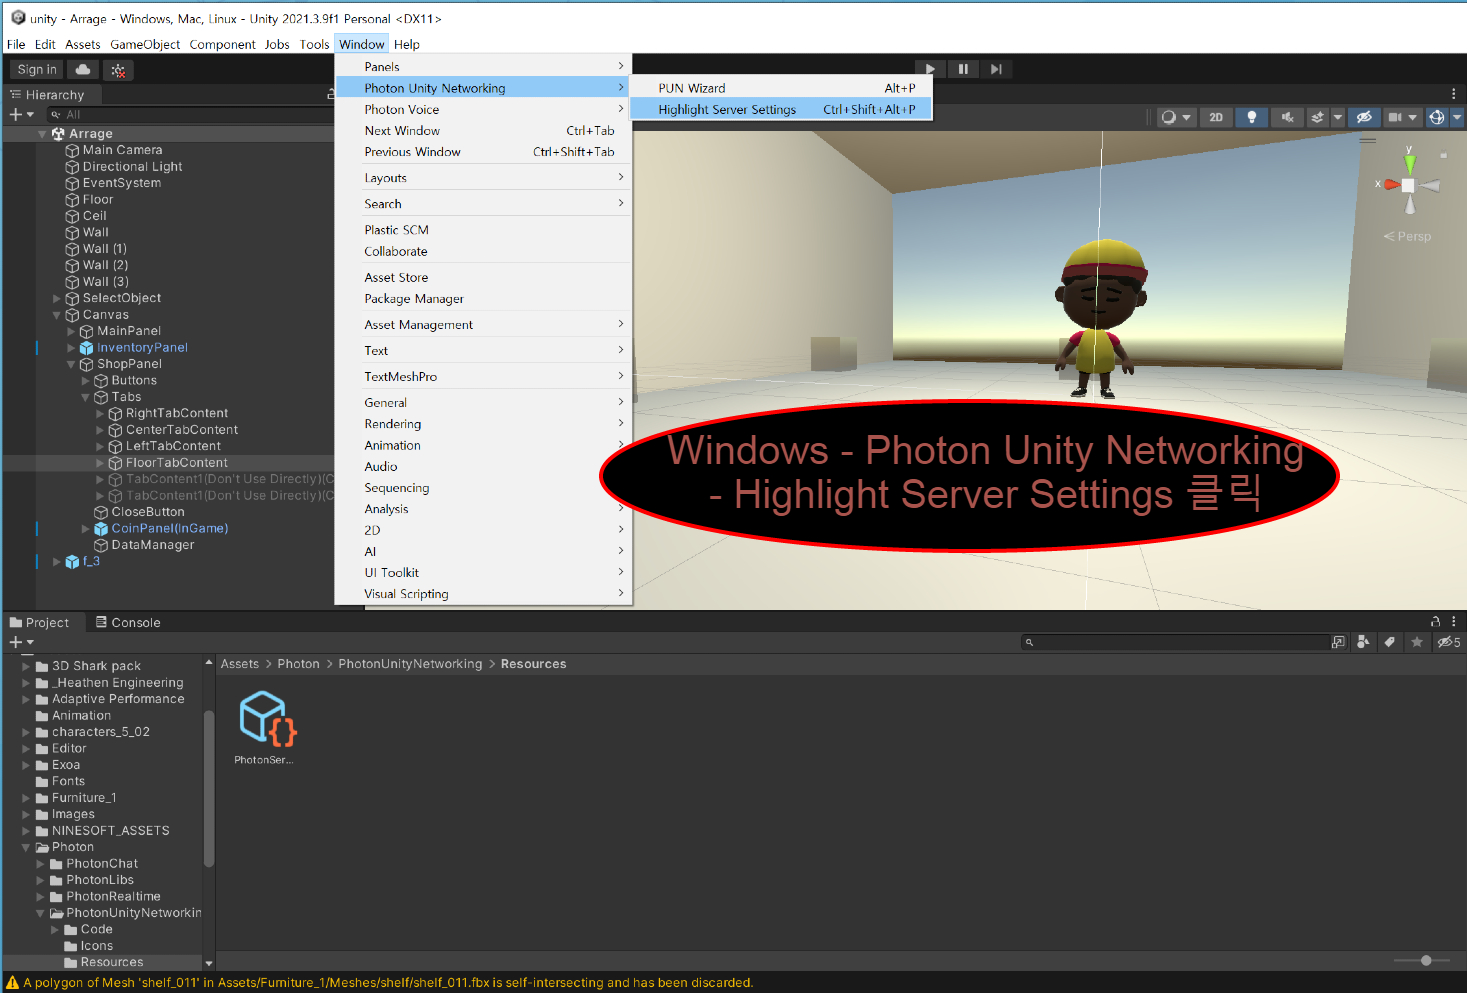 unity - Arrage - Windows, Mac, Linux - Unity 2021.3.9f1 Personal <DX11>
File Edit Assets GameObject Component Jobs Tools Window Help
Sign in
Hierarchy
All
Arrage
Main Camera
Directional Light
EventSystem
Floor
Ceil
Wall
Wall (1)
Wall (2)
Wall (3)
SelectObject
Canvas
MainPanel
InventoryPanel
ShopPanel
Buttons
Tabs
RightTabContent
CenterTabContent
LeftTabContent
FloorTabContent
TabContent1(Don't Use Directly)(C
TabContent1(Don't Use Directly)(C
CloseButton
CoinPanel(InGame)
DataManager
f_3
Panels
Photon Unity Networking
Photon Voice
Next Window Ctrl+Tab
Previous Window Ctrl+Shift+Tab
Layouts
Search
Plastic SCM
Collaborate
Asset Store
Package Manager
Asset Management
Text
TextMeshPro
General
Rendering
Animation
Audio
Sequencing
Analysis
2D
AI
UI Toolkit
Visual Scripting
PUN Wizard Alt+P
Highlight Server Settings Ctrl+Shift+Alt+P
2D
y
x
Persp
Windows - Photon Unity Networking
- Highlight Server Settings 클릭
Project Console
5
3D Shark pack
_Heathen Engineering
Adaptive Performance
Animation
characters_5_02
Editor
Exoa
Fonts
Furniture_1
Images
NINESOFT_ASSETS
Photon
PhotonChat
PhotonLibs
PhotonRealtime
PhotonUnityNetworkin
Code
Icons
Resources
Assets > Photon > PhotonUnityNetworking > Resources
PhotonSer...
A polygon of Mesh 'shelf_011' in Assets/Furniture_1/Meshes/shelf/shelf_011.fbx is self-intersecting and has been discarded.